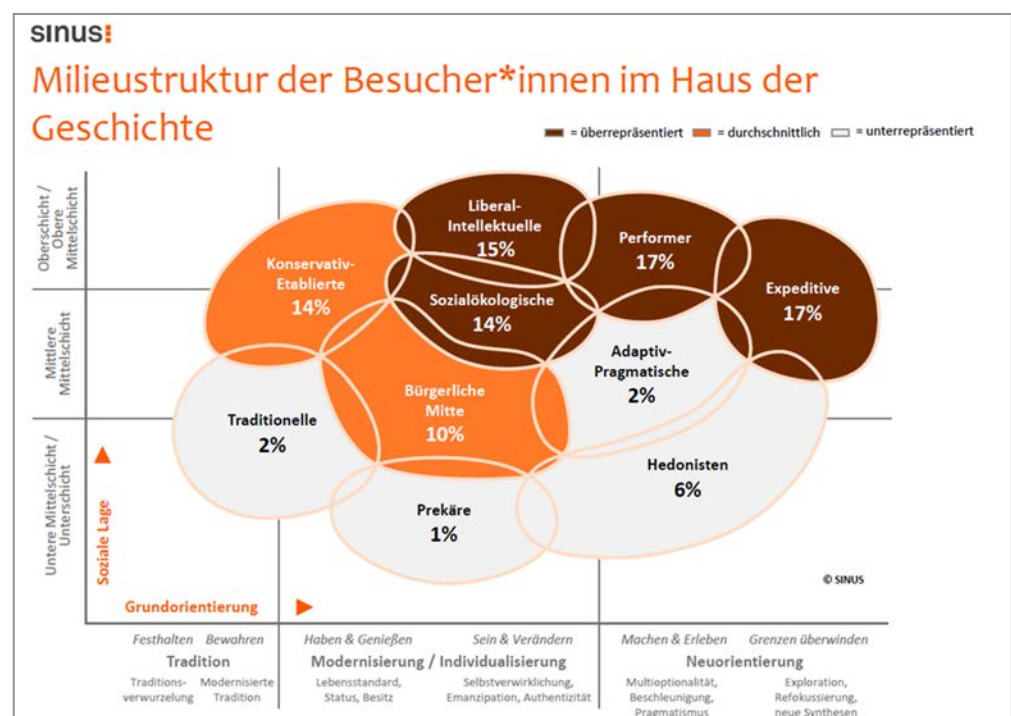 sinus:
Milieustruktur der Besucher*innen im Haus der
Geschichte
= überrepräsentiert = durchschnittlich = unterrepräsentiert
Oberschicht /
Obere
Mittelschicht
Mittlere
Mittelschicht
Untere Mittelschicht /
Unterschicht
Soziale Lage
Konservativ-
Etablierte
14%
Liberal-
Intellektuelle
15%
Performer
17%
Expeditive
17%
Sozialökologische
14%
Adaptiv-
Pragmatische
2%
Bürgerliche
Mitte
10%
Traditionelle
2%
Hedonisten
6%
Prekäre
1%
© SINUS
Grundorientierung
Festhalten Bewahren Haben & Genießen Sein & Verändern Machen & Erleben Grenzen überwinden
Tradition Modernisierung / Individualisierung Neuorientierung
Traditions-
verwurzelung
Modernisierte
Tradition
Lebensstandard,
Status, Besitz
Selbstverwirklichung,
Emanzipation, Authentizität
Multioptionalität,
Beschleunigung,
Pragmatismus
Exploration,
Refokussierung,
neue Synthesen